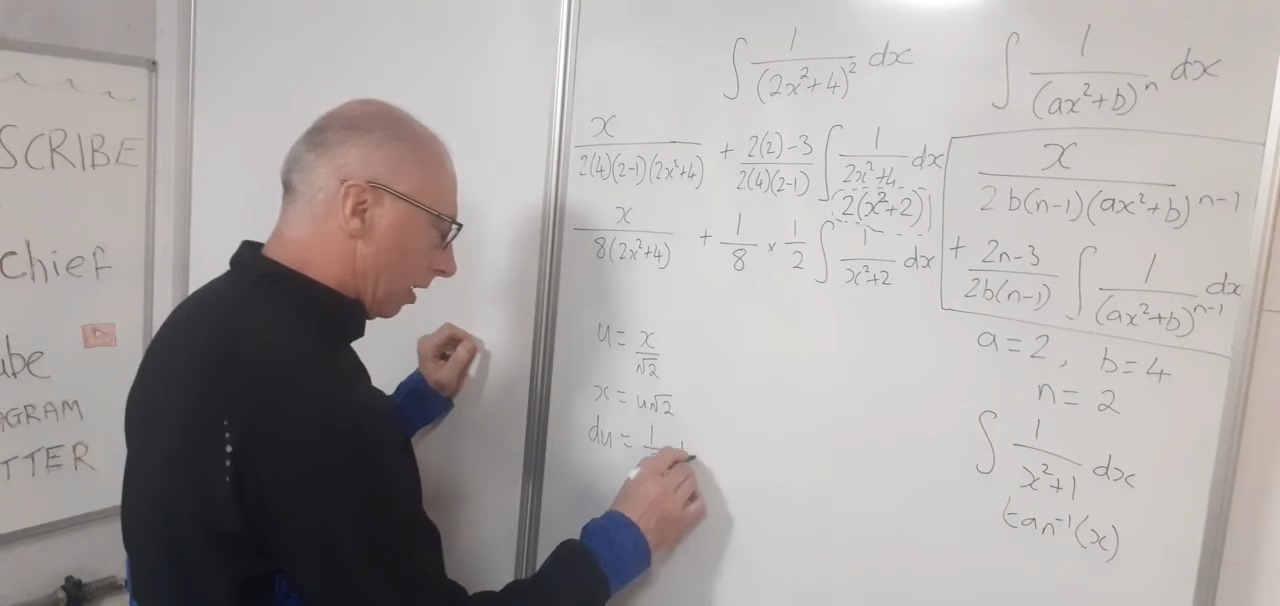 SCRIBE
chief
ube
AGRAM
TTER
∫ 1/(2x²+4)² dx
x/(2(4)(2-1)(2x²+4)) + (2(2)-3)/(2(4)(2-1)) ∫ 1/(2x²+4) dx
(2(x²+2))
x/(8(2x²+4)) + 1/8 × 1/2 ∫ 1/(x²+2) dx
u = x/√2
x = u√2
du = 1
∫ 1/(ax²+b)ⁿ dx
x/(2b(n-1)(ax²+b)ⁿ⁻¹)
+ (2n-3)/(2b(n-1)) ∫ 1/(ax²+b)ⁿ⁻¹ dx
a=2, b=4
n=2
∫ 1/(x²+1) dx
tan⁻¹(x)